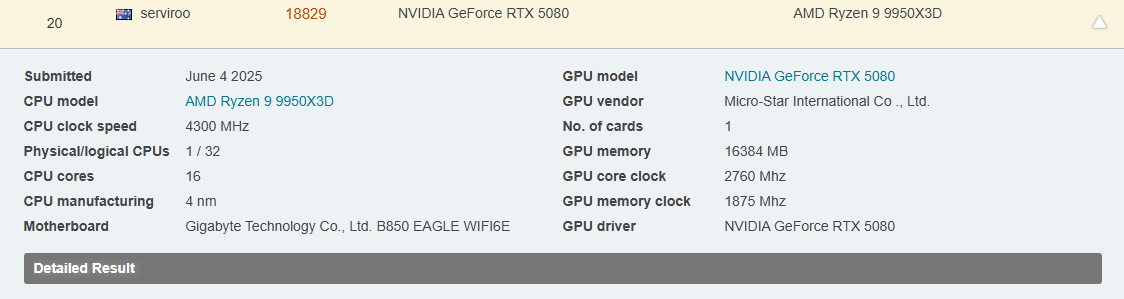 20 serviroo 18829 NVIDIA GeForce RTX 5080 AMD Ryzen 9 9950X3D
Submitted June 4 2025 GPU model NVIDIA GeForce RTX 5080
CPU model AMD Ryzen 9 9950X3D GPU vendor Micro-Star International Co ., Ltd.
CPU clock speed 4300 MHz No. of cards 1
Physical/logical CPUs 1 / 32 GPU memory 16384 MB
CPU cores 16 GPU core clock 2760 Mhz
CPU manufacturing 4 nm GPU memory clock 1875 Mhz
Motherboard Gigabyte Technology Co., Ltd. B850 EAGLE WIFI6E GPU driver NVIDIA GeForce RTX 5080
Detailed Result